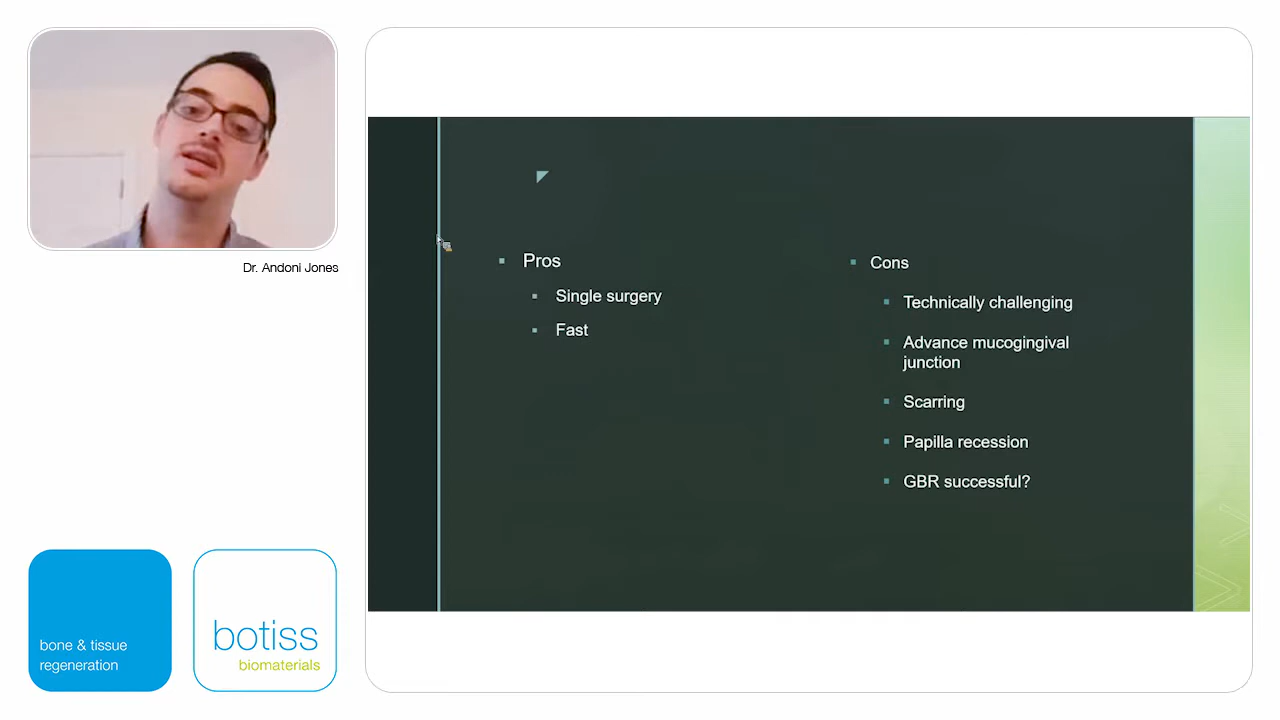 Dr. Andoni Jones
Pros
Single surgery
Fast
Cons
Technically challenging
Advance mucogingival
junction
Scarring
Papilla recession
GBR successful?
bone & tissue
regeneration
botiss
biomaterials